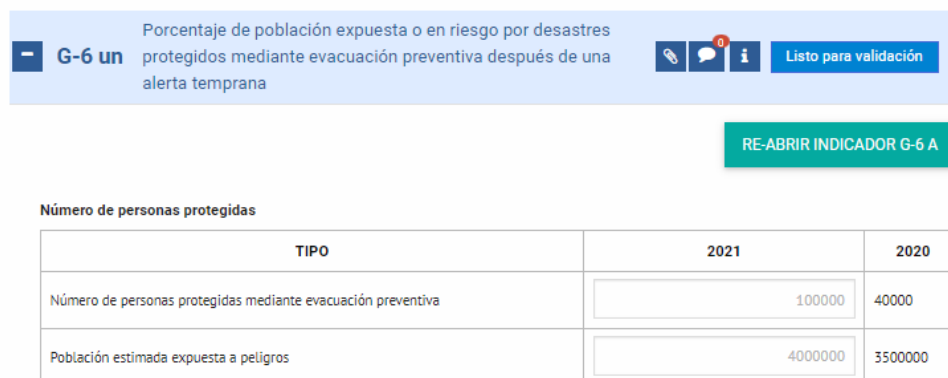 Porcentaje de población expuesta o en riesgo por desastres
G-6 un protegidos mediante evacuación preventiva después de una
alerta temprana
0
i
Listo para validación
RE-ABRIR INDICADOR G-6 A
Número de personas protegidas
TIPO 2021 2020
Número de personas protegidas mediante evacuación preventiva 100000 40000
Población estimada expuesta a peligros 4000000 3500000